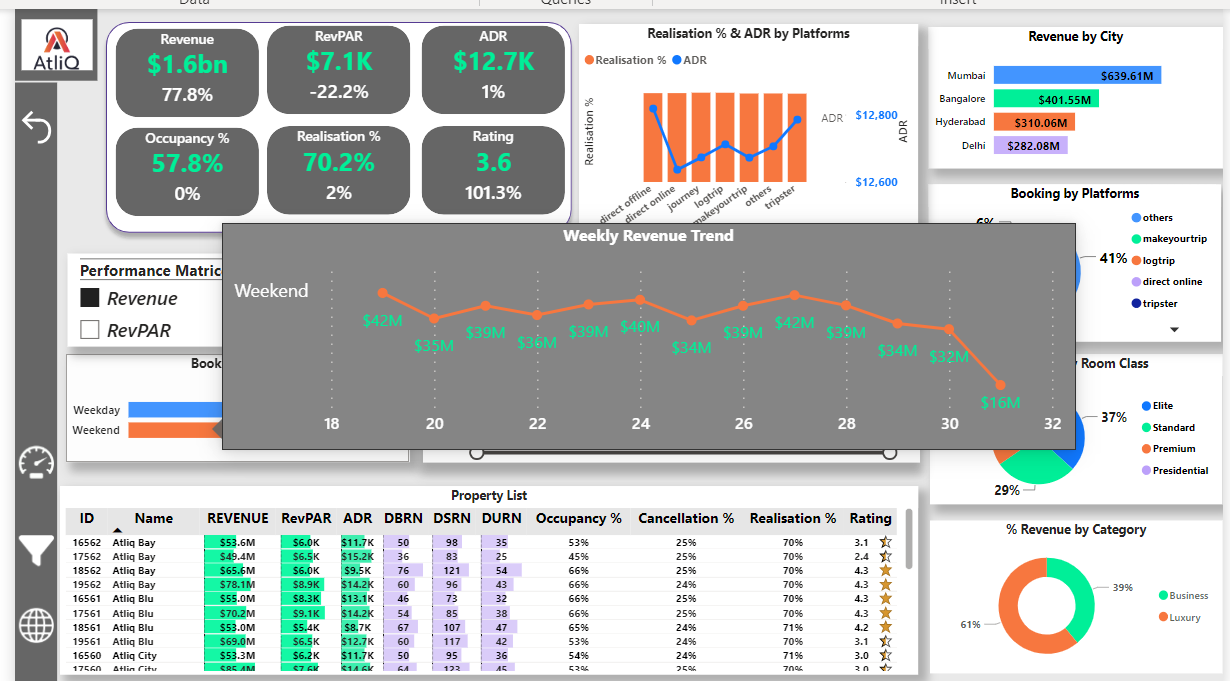 Data
Queries
Insert
AtliQ
Revenue
$1.6bn
77.8%
RevPAR
$7.1K
-22.2%
ADR
$12.7K
1%
Occupancy %
57.8%
0%
Realisation %
70.2%
2%
Rating
3.6
101.3%
Realisation % & ADR by Platforms
Realisation % ADR
Realisation %
direct offline
direct online
journey
logtrip
makeyourtrip
others
tripster
ADR
$12,800
$12,600
ADR
Revenue by City
Mumbai $639.61M
Bangalore $401.55M
Hyderabad $310.06M
Delhi $282.08M
Booking by Platforms
6%
41%
others
makeyourtrip
logtrip
direct online
tripster
Performance Matric
Revenue
RevPAR
Weekly Revenue Trend
Weekend
$42M
$35M
$39M
$36M
$39M
$40M
$34M
$39M
$42M
$39M
$34M
$32M
$16M
18 20 22 24 26 28 30 32
Book
Weekday
Weekend
Room Class
37%
29%
Elite
Standard
Premium
Presidential
Property List
ID Name REVENUE RevPAR ADR DBRN DSRN DURN Occupancy % Cancellation % Realisation % Rating
16562 Atliq Bay $53.6M $6.0K $11.7K 50 98 35 53% 25% 70% 3.1
17562 Atliq Bay $49.4M $6.5K $15.2K 36 83 25 45% 25% 70% 2.4
18562 Atliq Bay $65.6M $6.0K $9.5K 76 121 54 66% 25% 70% 4.3
19562 Atliq Bay $78.1M $8.9K $14.2K 60 96 43 66% 24% 70% 4.3
16561 Atliq Blu $55.0M $8.3K $13.1K 46 73 32 66% 24% 70% 4.3
17561 Atliq Blu $70.2M $9.1K $14.2K 54 85 38 66% 24% 70% 4.3
18561 Atliq Blu $53.0M $5.4K $8.7K 67 107 47 65% 24% 71% 4.2
19561 Atliq Blu $69.0M $6.5K $12.7K 60 117 42 53% 24% 70% 3.1
16560 Atliq City $53.3M $6.2K $11.7K 50 95 36 54% 24% 71% 3.0
17560 Atliq City $85.4M $7.6K $14.6K 64 123 45 53% 25% 70% 3.0
% Revenue by Category
39%
61%
Business
Luxury